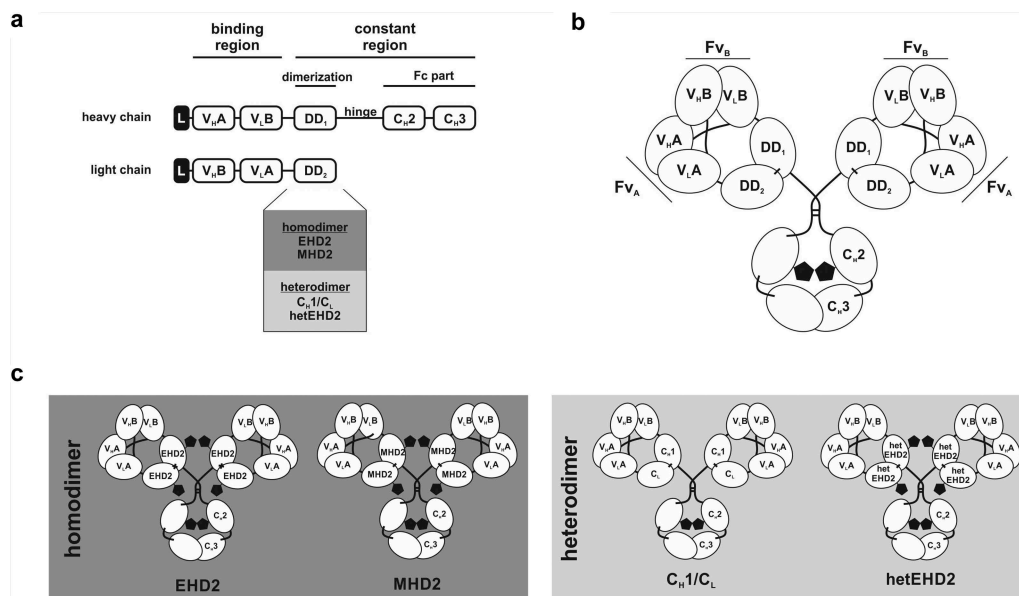 a
binding
region
constant
region
dimerization
Fc part
heavy chain
L
VHA
VLB
DD1
hinge
CH2
CH3
light chain
L
VHB
VLA
DD2
homodimer
EHD2
MHD2
heterodimer
CH1/CL
hetEHD2
b
FvB
FvB
VHB
VLB
VLB
VHB
VHA
DD1
DD1
VHA
VLA
DD2
DD2
VLA
FvA
FvA
CH2
CH3
c
homodimer
VHB
VLB
VLB
VHB
VHA
EHD2
EHD2
VHA
VLA
EHD2
EHD2
VLA
CH2
CH3
EHD2
VHB
VLB
VLB
VHB
VHA
MHD2
MHD2
VHA
VLA
MHD2
MHD2
VLA
CH2
CH3
MHD2
heterodimer
VHB
VLB
VLB
VHB
VHA
CH1
CH1
VHA
VLA
CL
CL
VLA
CH2
CH3
CH1/CL
VHB
VLB
VLB
VHB
VHA
het
EHD2
het
EHD2
VHA
VLA
het
EHD2
het
EHD2
VLA
CH2
CH3
hetEHD2